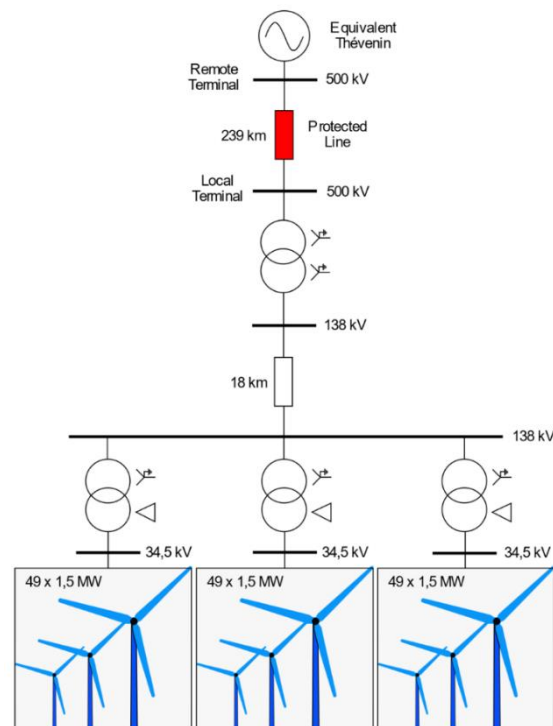 Equivalent
Thévenin
Remote
Terminal
500 kV
239 km
Protected
Line
Local
Terminal
500 kV
138 kV
18 km
138 kV
34,5 kV
34,5 kV
34,5 kV
49 x 1,5 MW
49 x 1,5 MW
49 x 1,5 MW